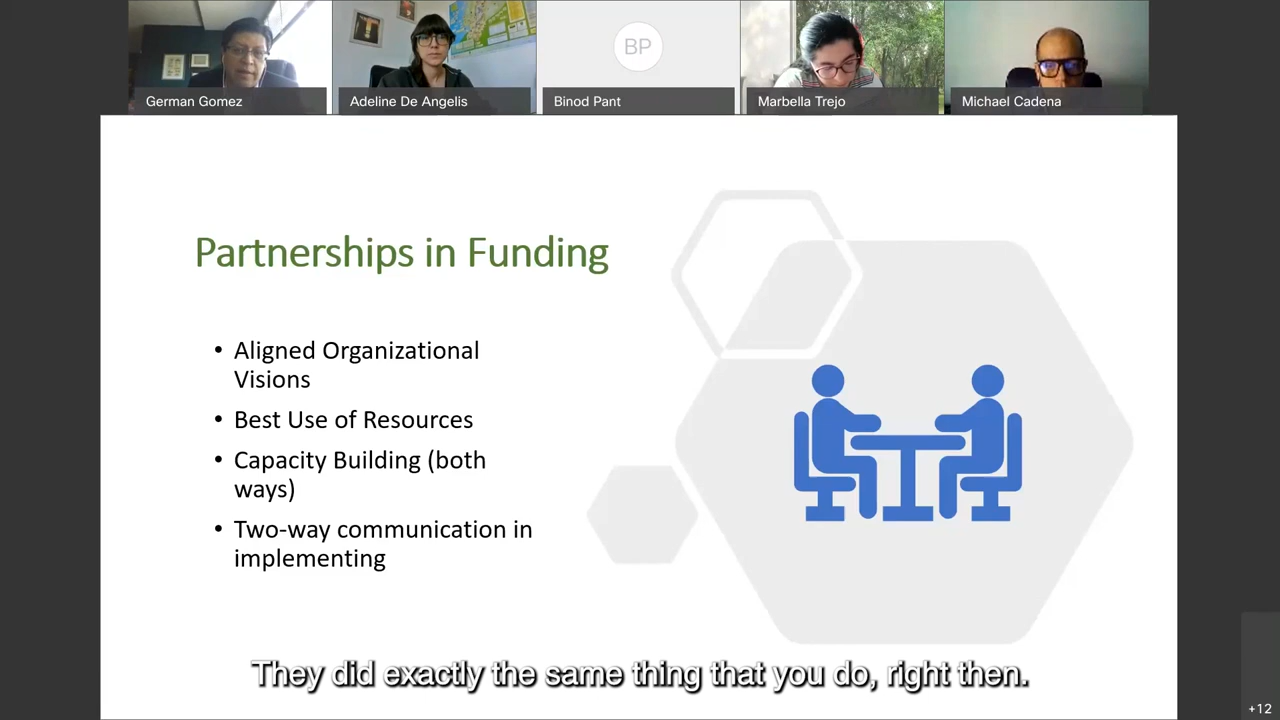 BP
German Gomez
Adeline De Angelis
Binod Pant
Marbella Trejo
Michael Cadena
Partnerships in Funding
• Aligned Organizational
Visions
• Best Use of Resources
• Capacity Building (both
ways)
• Two-way communication in
implementing
They did exactly the same thing that you do, right then.
+12